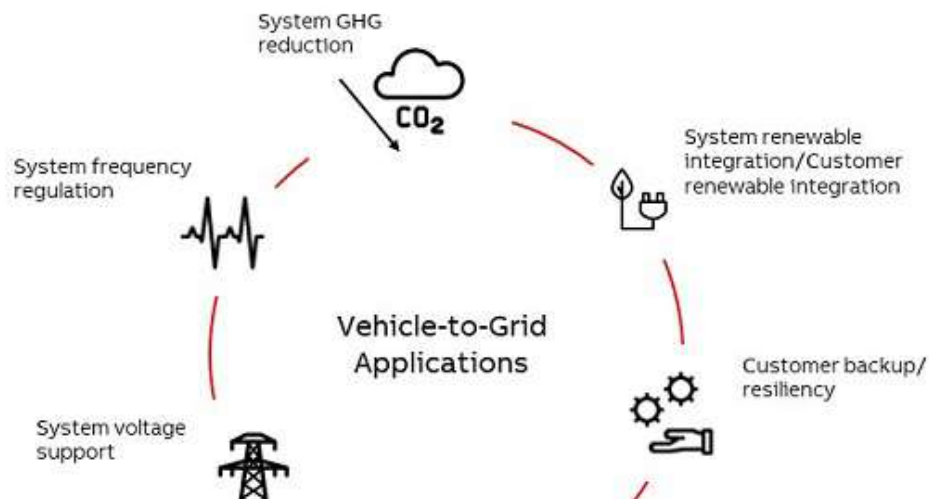 System GHG
reduction
CO₂
System renewable
integration/Customer
renewable integration
System frequency
regulation
Vehicle-to-Grid
Applications
Customer backup/
resiliency
System voltage
support